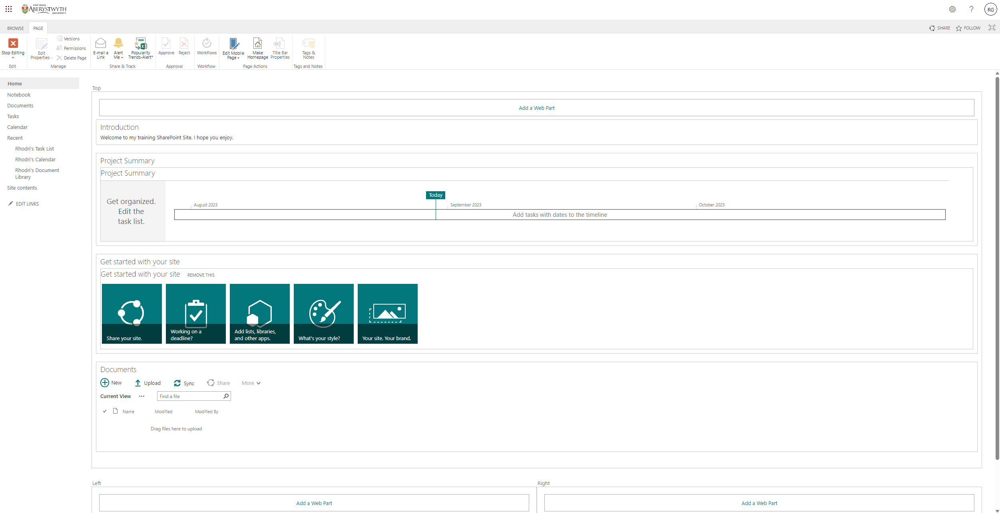 1872
PRIFYSGOL
ABERYSTWYTH
UNIVERSITY
RG
BROWSE
PAGE
SHARE
FOLLOW
Stop Editing
Edit
Edit
Properties
Versions
Permissions
Delete Page
Manage
E-mail a
Link
Alert
Me
Popularity
Trends-Alert*
Share & Track
Approve
Reject
Approval
Workflows
Workflow
Edit Mobile
Page
Make
Homepage
Title Bar
Properties
Page Actions
Tags &
Notes
Tags and Notes
Home
Notebook
Documents
Tasks
Calendar
Recent
Rhodri's Task List
Rhodri's Calendar
Rhodri's Document
Library
Site contents
EDIT LINKS
Top
Add a Web Part
Introduction
Welcome to my training SharePoint Site. I hope you enjoy.
Project Summary
Project Summary
Get organized.
Edit the
task list.
Today
August 2023
September 2023
October 2023
Add tasks with dates to the timeline
Get started with your site
Get started with your site REMOVE THIS
Share your site.
Working on a
deadline?
Add lists, libraries,
and other apps.
What's your style?
Your site. Your brand.
Documents
New
Upload
Sync
Share
More
Current View
Find a file
Name
Modified
Modified By
Drag files here to upload
Left
Right
Add a Web Part
Add a Web Part